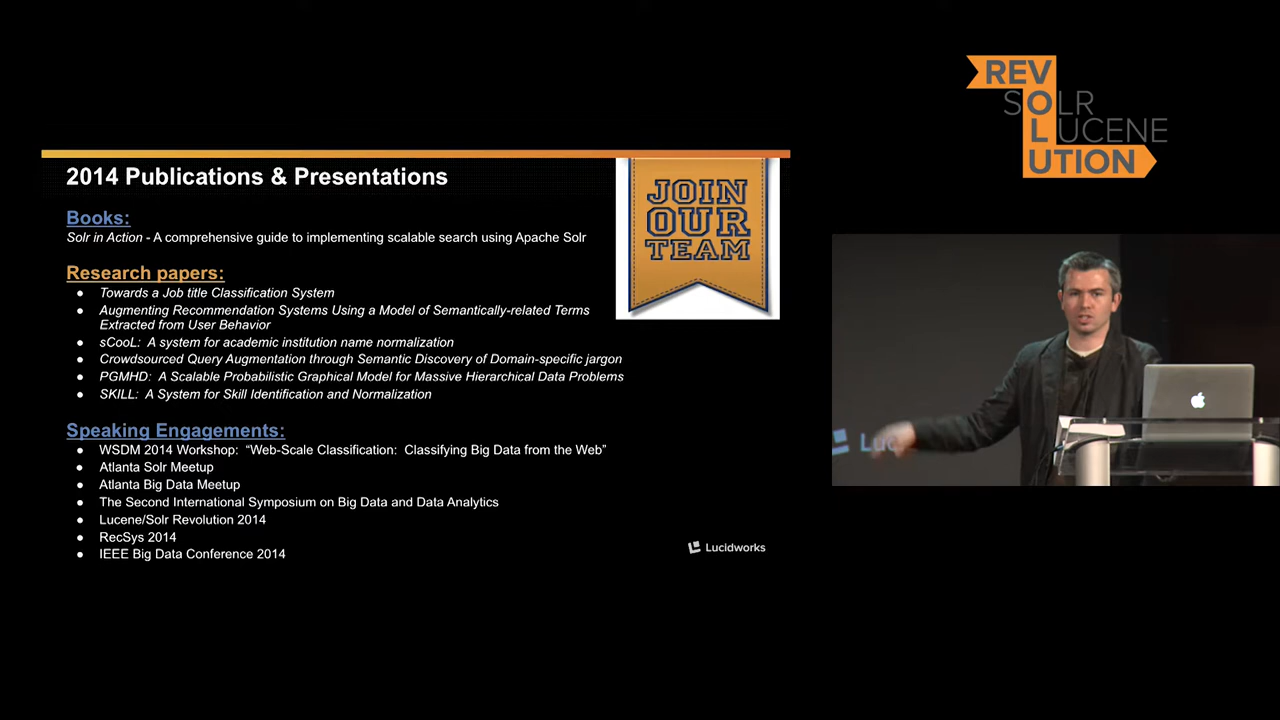 2014 Publications & Presentations
Books:
Solr in Action - A comprehensive guide to implementing scalable search using Apache Solr
Research papers:
● Towards a Job title Classification System
● Augmenting Recommendation Systems Using a Model of Semantically-related Terms
Extracted from User Behavior
● sCooL: A system for academic institution name normalization
● Crowdsourced Query Augmentation through Semantic Discovery of Domain-specific jargon
● PGMHD: A Scalable Probabilistic Graphical Model for Massive Hierarchical Data Problems
● SKILL: A System for Skill Identification and Normalization
Speaking Engagements:
● WSDM 2014 Workshop: “Web-Scale Classification: Classifying Big Data from the Web”
● Atlanta Solr Meetup
● Atlanta Big Data Meetup
● The Second International Symposium on Big Data and Data Analytics
● Lucene/Solr Revolution 2014
● RecSys 2014
● IEEE Big Data Conference 2014
JOIN
OUR
TEAM
Lucidworks
REVOLUTION
SOLR
LUCENE